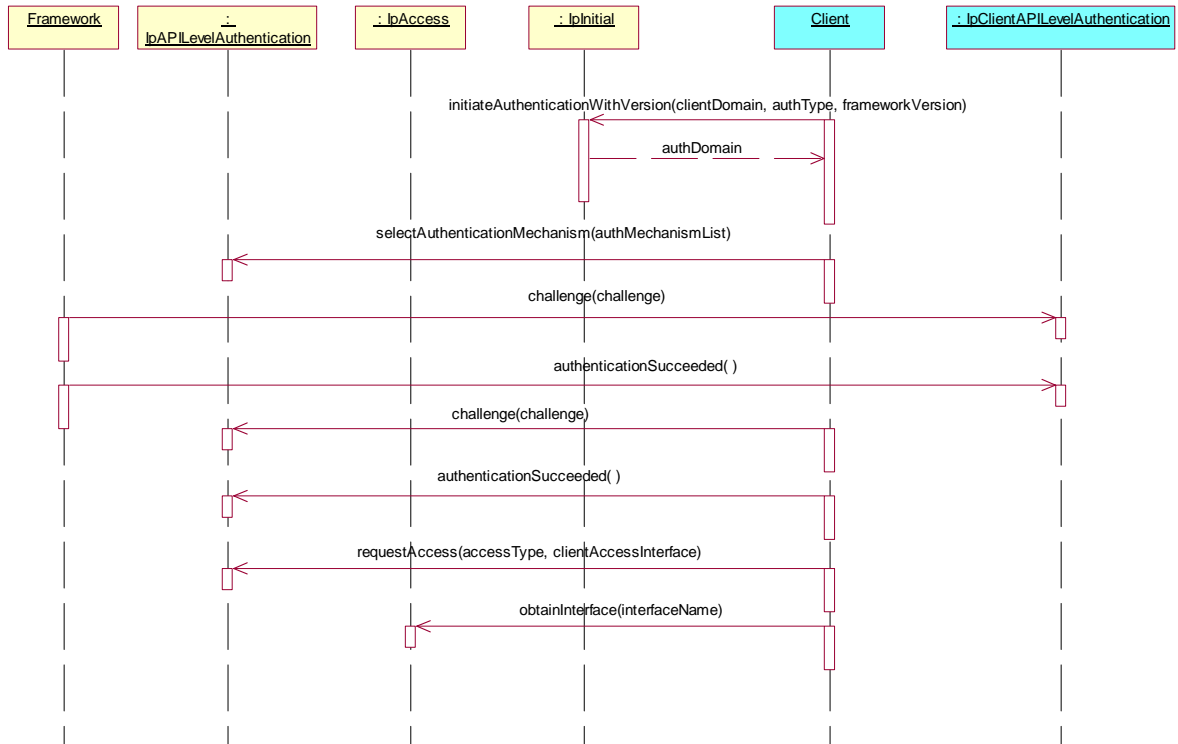 Framework
:
IpAPILevelAuthentication
: IpAccess
: IpInitial
Client
: IpClientAPILevelAuthentication
initiateAuthenticationWithVersion(clientDomain, authType, frameworkVersion)
authDomain
selectAuthenticationMechanism(authMechanismList)
challenge(challenge)
authenticationSucceeded( )
challenge(challenge)
authenticationSucceeded( )
requestAccess(accessType, clientAccessInterface)
obtainInterface(interfaceName)